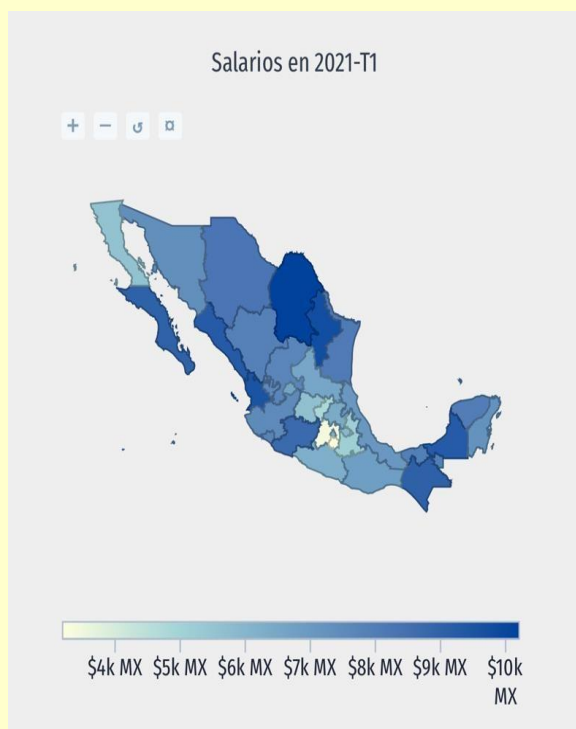 Salarios en 2021-T1
+ − ↺ ¤
$4k MX $5k MX $6k MX $7k MX $8k MX $9k MX $10k
MX